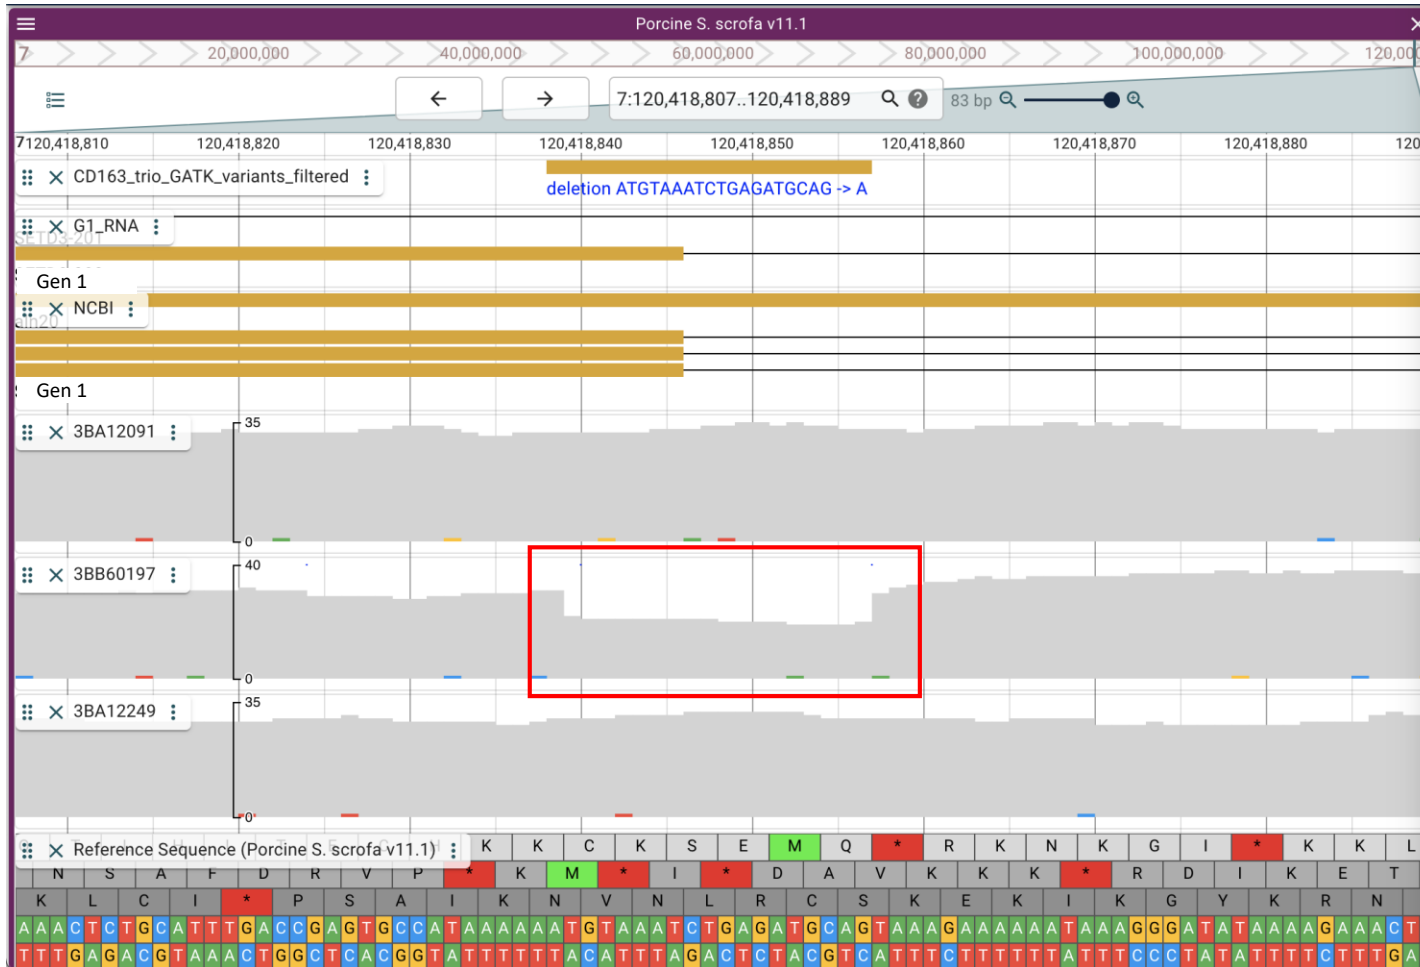 Porcine S. scrofa v11.1
7 20,000,000 40,000,000 60,000,000 80,000,000 100,000,000 120,000
7:120,418,807..120,418,889 83 bp
7120,418,810 120,418,820 120,418,830 120,418,840 120,418,850 120,418,860 120,418,870 120,418,880 120
CD163_trio_GATK_variants_filtered
deletion ATGTAAATCTGAGATGCAG -> A
G1_RNA
SETD3-201
Gen 1
NCBI
Gen 1
35
3BA12091
0
40
3BB60197
0
35
3BA12249
0
Reference Sequence (Porcine S. scrofa v11.1) K K C K S E M Q * R K N K G I * K K L
N S A F D R V P * K M * I * D A V K K K * R D I K E T
K L C I * P S A I K N V N L R C S K E K I K G Y K R N
AAACTCTGCATTTGACCGAGTGCCATAAAAAATGTAAATCTGAGATGCAGTAAAGAAAAAATAAAGGGATATAAAAGAAACT
TTTGAGACGTAAACTGGCTCACGGTATTTTTTACATTTAGACTCTACGTCATTTCTTTTTTATTTCCCTATATTTTCTTTGA